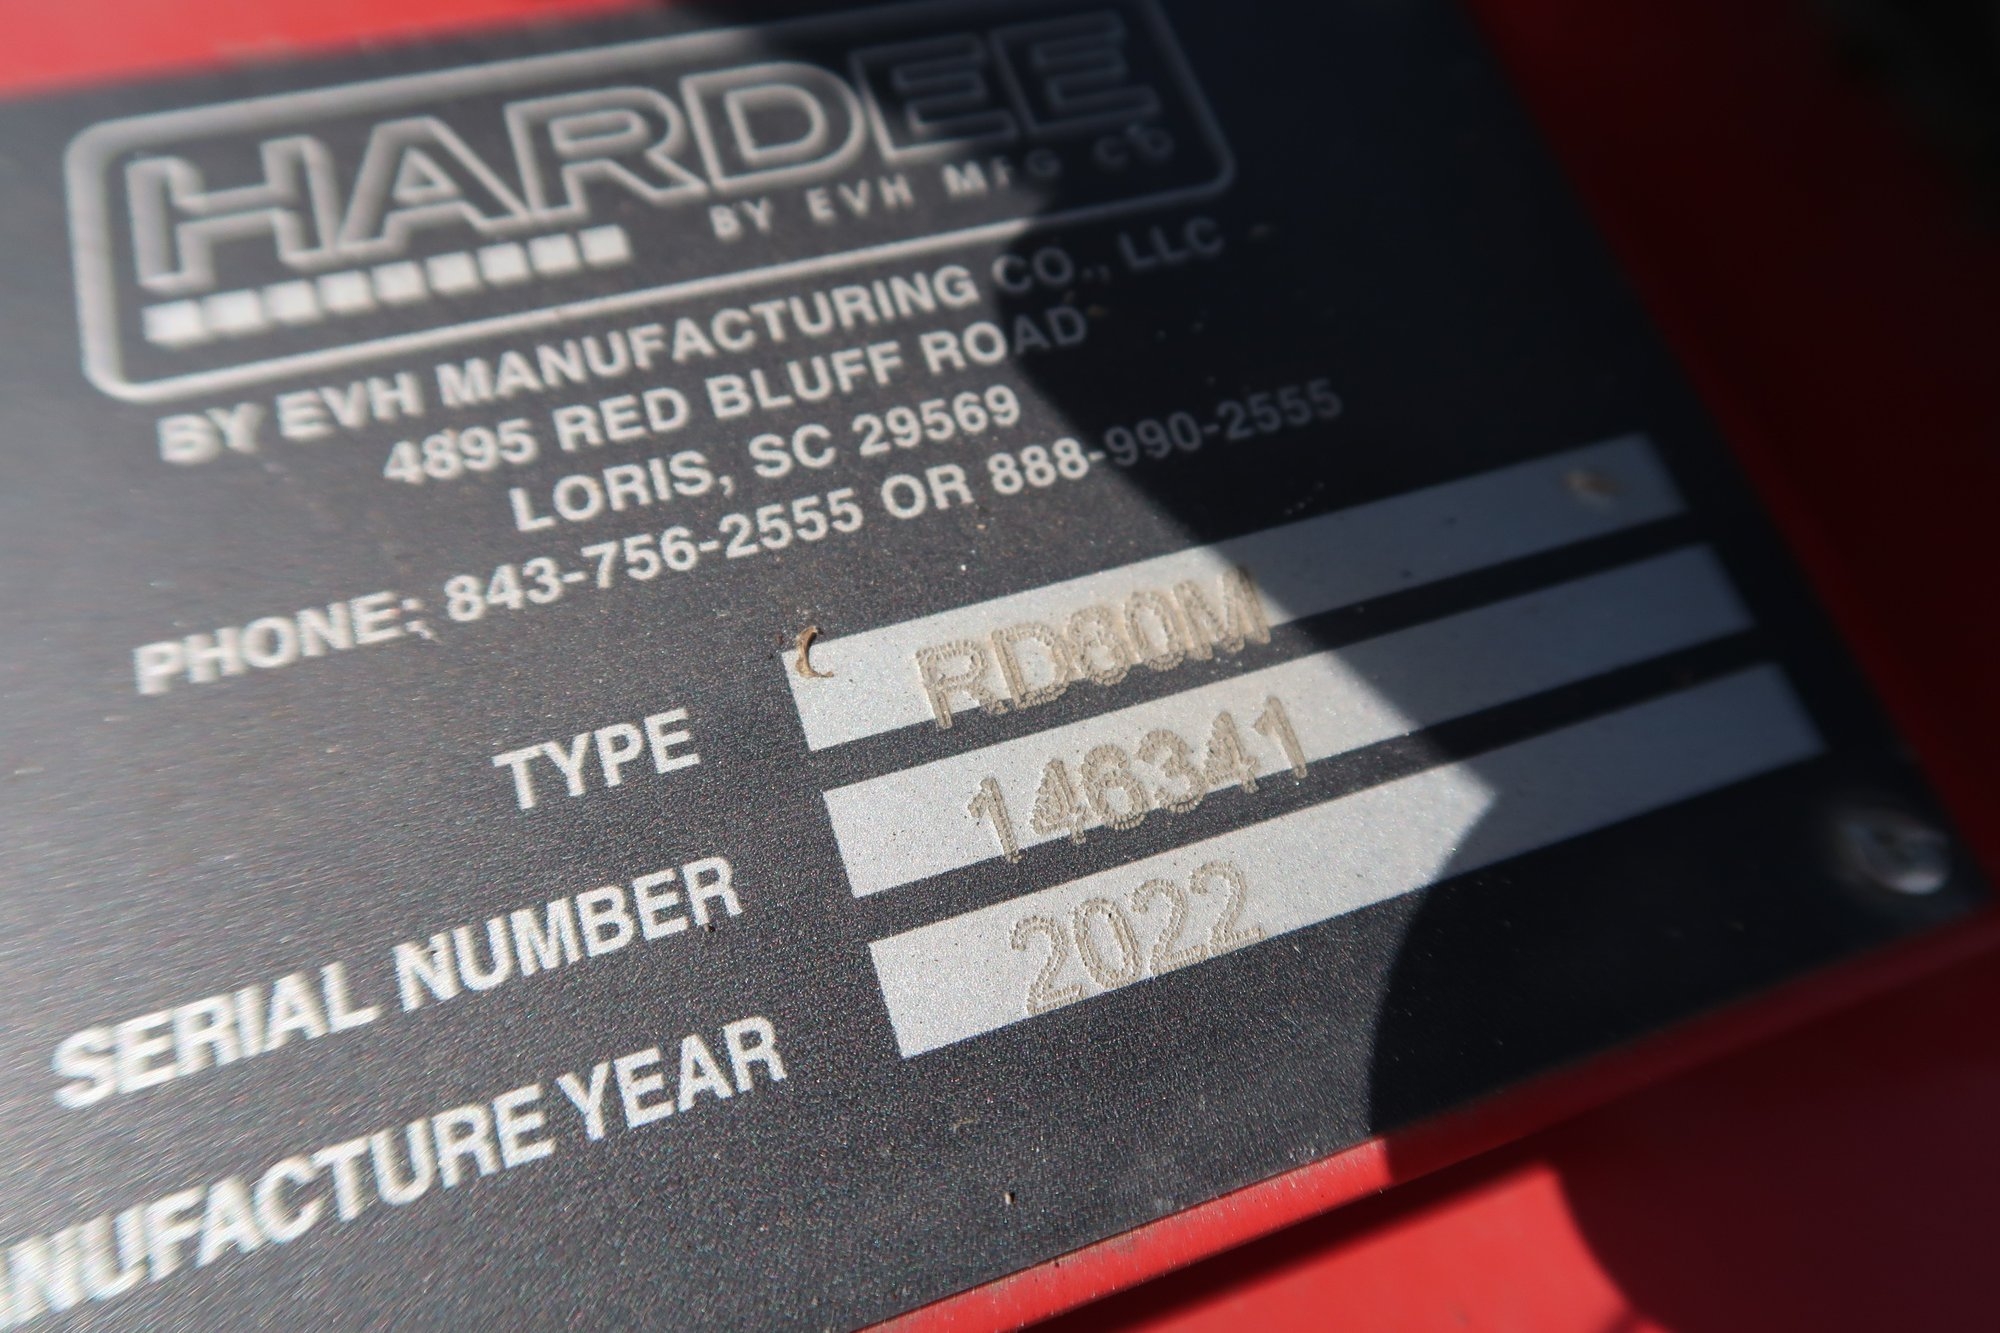 HARDEE
BY EVH MFG CO
BY EVH MANUFACTURING CO., LLC
4895 RED BLUFF ROAD
LORIS, SC 29569
PHONE: 843-756-2555 OR 888-990-2555
TYPE RD80M
SERIAL NUMBER 146341
ANUFACTURE YEAR 2022